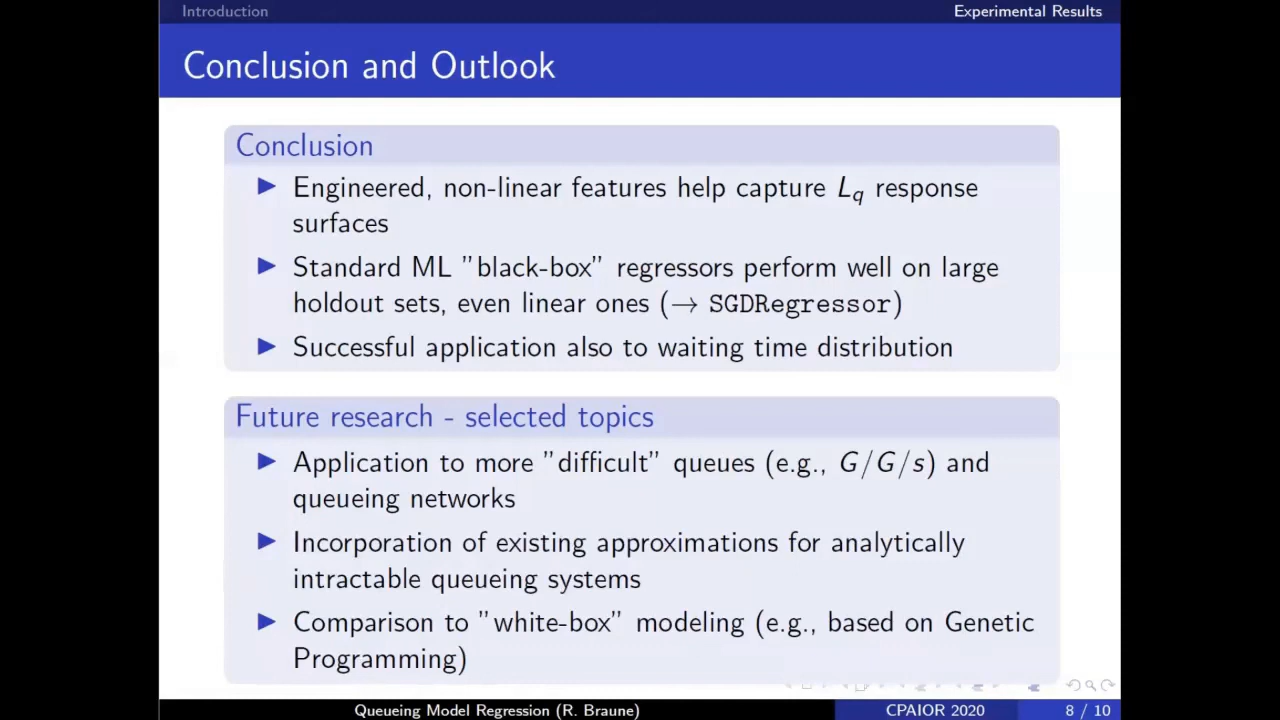 Introduction
Experimental Results
Conclusion and Outlook
Conclusion
▶ Engineered, non-linear features help capture Lq response
surfaces
▶ Standard ML ”black-box” regressors perform well on large
holdout sets, even linear ones (→ SGDRegressor)
▶ Successful application also to waiting time distribution
Future research - selected topics
▶ Application to more ”difficult” queues (e.g., G/G/s) and
queueing networks
▶ Incorporation of existing approximations for analytically
intractable queueing systems
▶ Comparison to ”white-box” modeling (e.g., based on Genetic
Programming)
Queueing Model Regression (R. Braune)
CPAIOR 2020
8 / 10